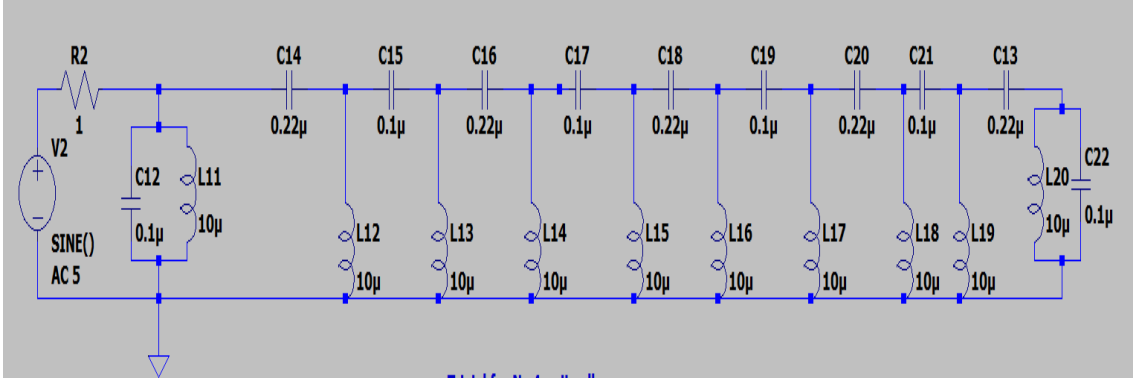 R2
1
V2
SINE()
AC 5
C12
0.1µ
L11
10µ
C14
0.22µ
C15
0.1µ
C16
0.22µ
C17
0.1µ
C18
0.22µ
C19
0.1µ
C20
0.22µ
C21
0.1µ
C13
0.22µ
L12
10µ
L13
10µ
L14
10µ
L15
10µ
L16
10µ
L17
10µ
L18
10µ
L19
10µ
L20
10µ
C22
0.1µ